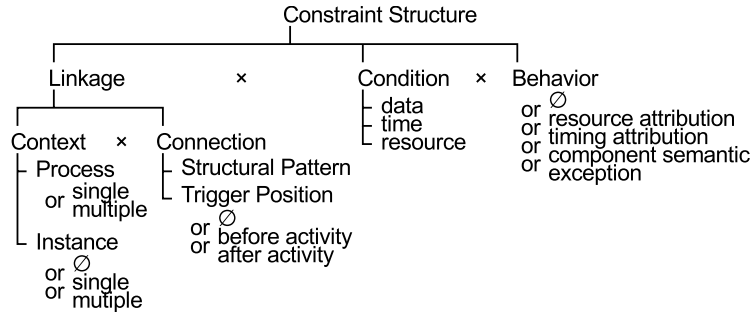 Constraint Structure
Linkage × Condition × Behavior
data
time
resource
or ∅
or resource attribution
or timing attribution
or component semantic
exception
Context × Connection
Process
or single
multiple
Instance
or ∅
or single
mutiple
Structural Pattern
Trigger Position
or ∅
or before activity
after activity